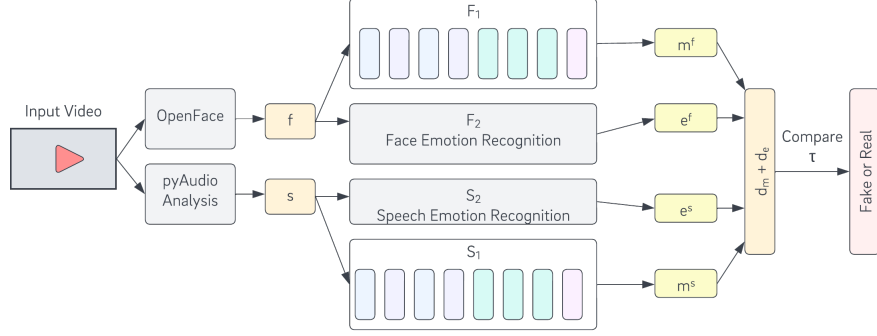 F₁
mᶠ
Input Video
OpenFace
f
F₂
Face Emotion Recognition
eᶠ
Compare
τ
dₘ + dₑ
Fake or Real
pyAudio
Analysis
s
S₂
Speech Emotion Recognition
eˢ
S₁
mˢ